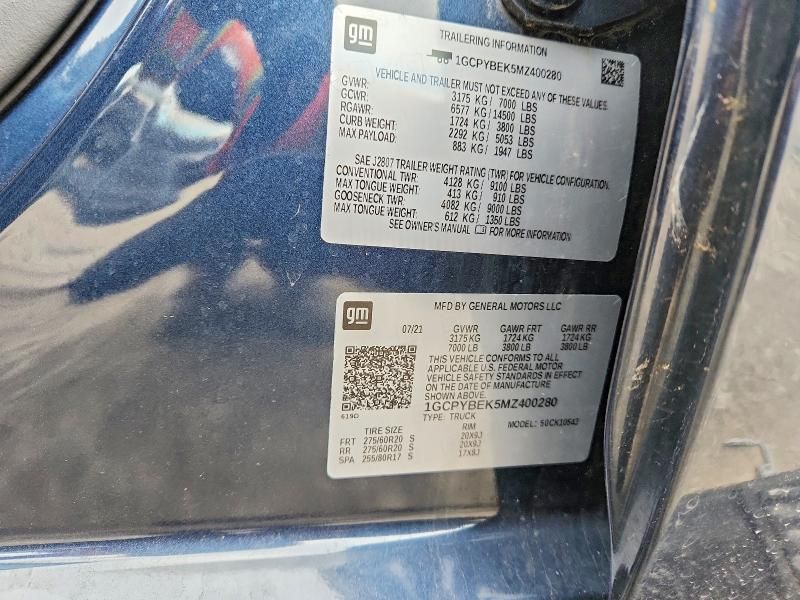 gm
TRAILERING INFORMATION
1GCPYBEK5MZ400280
VEHICLE AND TRAILER MUST NOT EXCEED ANY OF THESE VALUES.
GVWR: 3175 KG / 7000 LBS
GCWR: 6577 KG / 14500 LBS
RGAWR: 1724 KG / 3800 LBS
CURB WEIGHT: 2292 KG / 5053 LBS
MAX PAYLOAD: 883 KG / 1947 LBS
SAE J2807 TRAILER WEIGHT RATING (TWR) FOR VEHICLE CONFIGURATION.
CONVENTIONAL TWR: 4128 KG / 9100 LBS
MAX TONGUE WEIGHT: 413 KG / 910 LBS
GOOSENECK TWR: 4082 KG / 9000 LBS
MAX TONGUE WEIGHT: 612 KG / 1350 LBS
SEE OWNER'S MANUAL FOR MORE INFORMATION
gm
MFD BY GENERAL MOTORS LLC
07/21 GVWR GAWR FRT GAWR RR
3175 KG 1724 KG 1724 KG
7000 LB 3800 LB 3800 LB
THIS VEHICLE CONFORMS TO ALL
APPLICABLE U.S. FEDERAL MOTOR
VEHICLE SAFETY STANDARDS IN EFFECT
ON THE DATE OF MANUFACTURE
SHOWN ABOVE.
1GCPYBEK5MZ400280
619D TYPE: TRUCK MODEL: 50CK10543
TIRE SIZE RIM
FRT 275/60R20 S 20X9J
RR 275/60R20 S 20X9J
SPA 255/80R17 S 17X8J